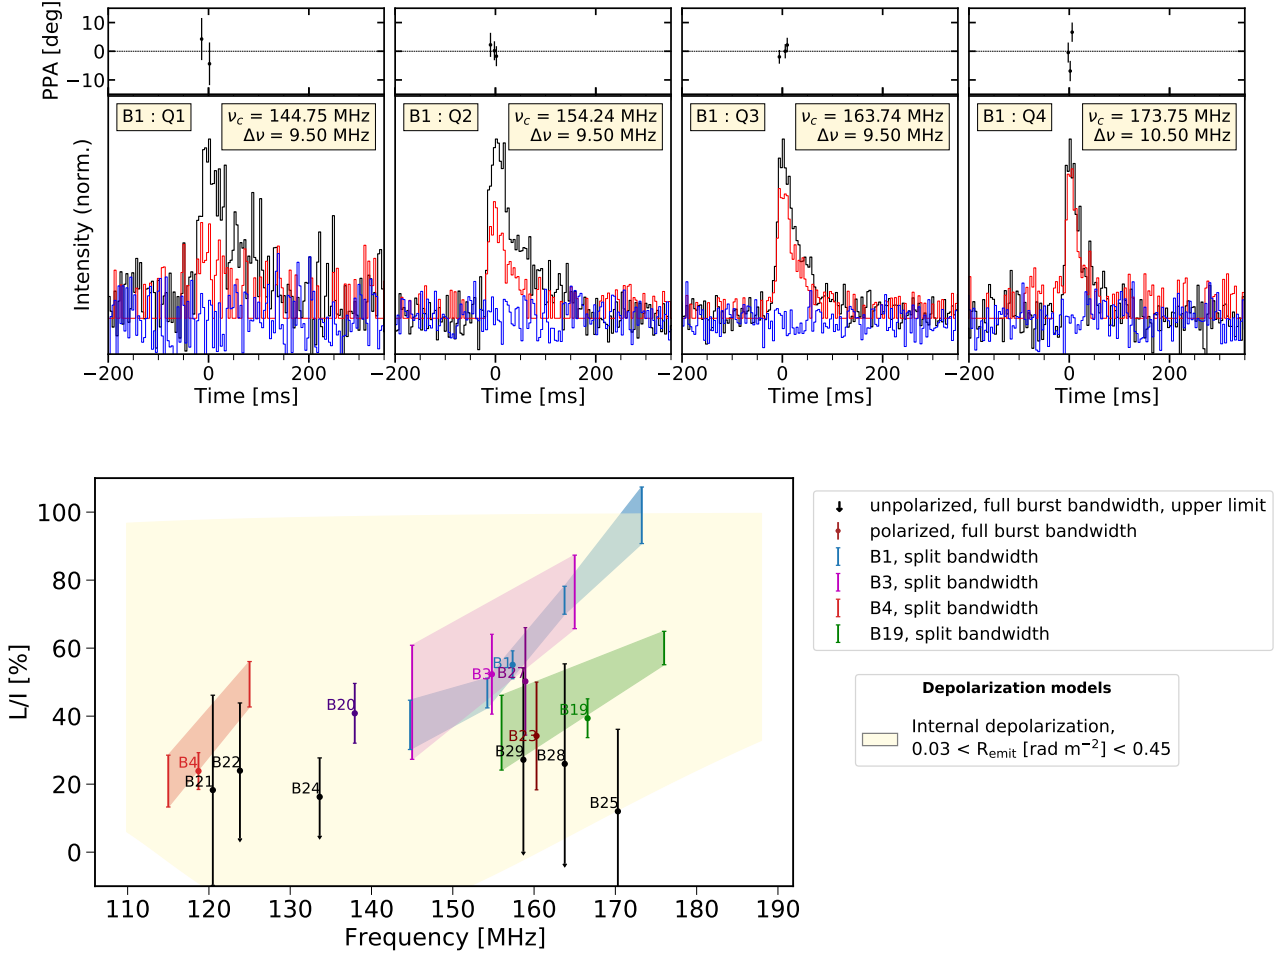 PPA [deg]
10
0
−10
B1 : Q1
ν_c = 144.75 MHz
Δν = 9.50 MHz
B1 : Q2
ν_c = 154.24 MHz
Δν = 9.50 MHz
B1 : Q3
ν_c = 163.74 MHz
Δν = 9.50 MHz
B1 : Q4
ν_c = 173.75 MHz
Δν = 10.50 MHz
Intensity (norm.)
−200 0 200 −200 0 200 −200 0 200 −200 0 200
Time [ms] Time [ms] Time [ms] Time [ms]
L/I [%]
100
80
60
40
20
0
B1
B3
B27
B20
B19
B23
B29
B28
B4
B22
B21
B24
B25
110 120 130 140 150 160 170 180 190
Frequency [MHz]
unpolarized, full burst bandwidth, upper limit
polarized, full burst bandwidth
B1, split bandwidth
B3, split bandwidth
B4, split bandwidth
B19, split bandwidth
Depolarization models
Internal depolarization,
0.03 < R_emit [rad m⁻²] < 0.45